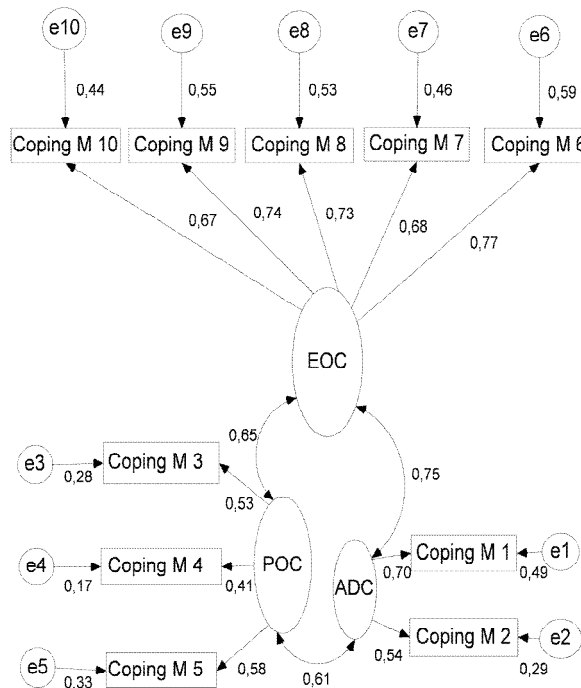 e10 e9 e8 e7 e6
0,44 0,55 0,53 0,46 0,59
Coping M 10 Coping M 9 Coping M 8 Coping M 7 Coping M 6
0,67 0,74 0,73 0,68 0,77
EOC
0,65 0,75
e3 0,28 Coping M 3 0,53
e4 0,17 Coping M 4 0,41 POC
ADC 0,70 Coping M 1 0,49 e1
e5 0,33 Coping M 5 0,58
0,61
0,54 Coping M 2 0,29 e2